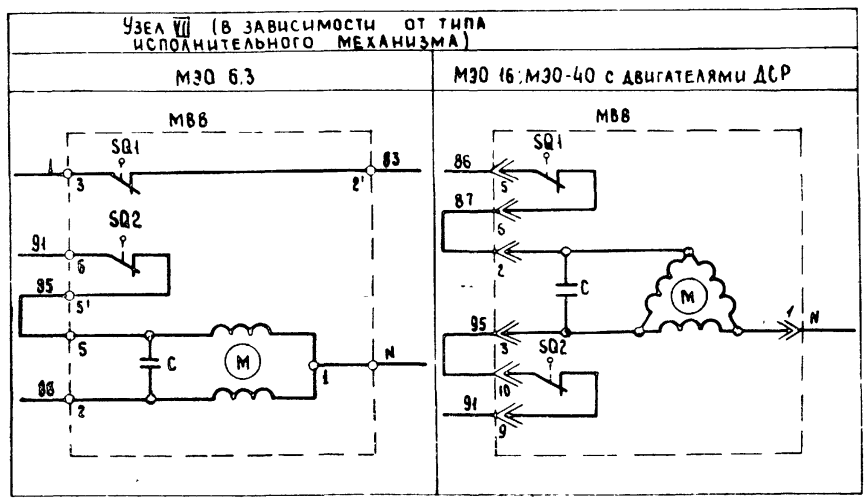 Узел VII (в зависимости от типа
исполнительного механизма)
МЭО 6.3
МЭО 16; МЭО-40 с двигателями ДСР
МВВ
SQ1
3
2'
83
SQ2
91
6
95
5'
5
C
M
N
1
88
2
МВВ
SQ1
86
5
87
6
2
C
M
1
N
95
3
SQ2
10
91
9